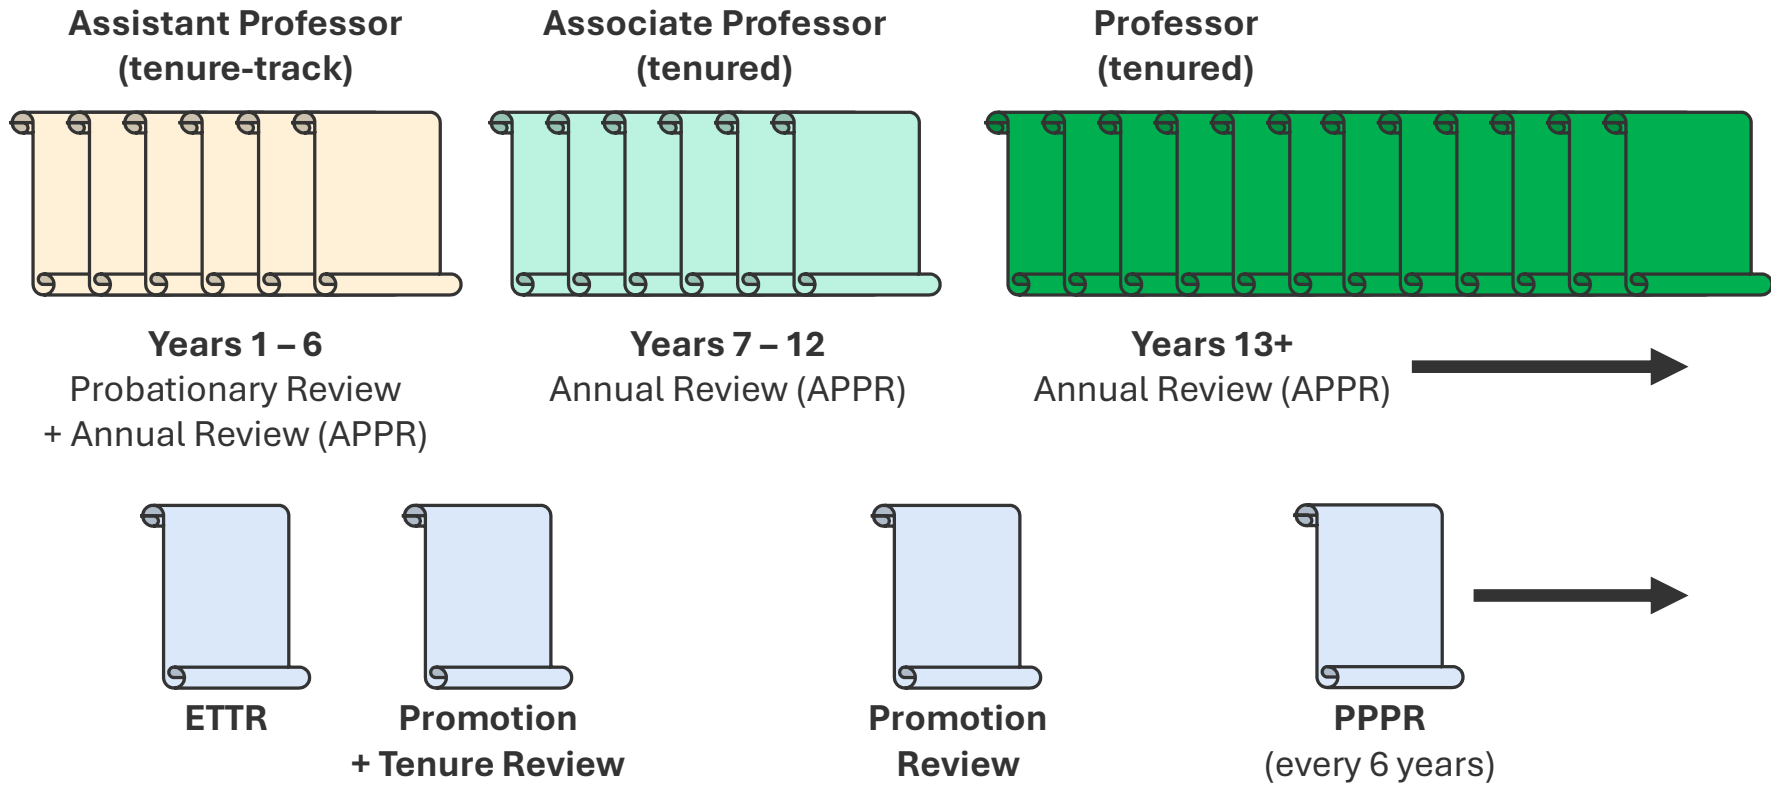 Assistant Professor
(tenure-track)
Associate Professor
(tenured)
Professor
(tenured)
Years 1 – 6
Probationary Review
+ Annual Review (APPR)
Years 7 – 12
Annual Review (APPR)
Years 13+
Annual Review (APPR)
ETTR
Promotion
+ Tenure Review
Promotion
Review
PPPR
(every 6 years)